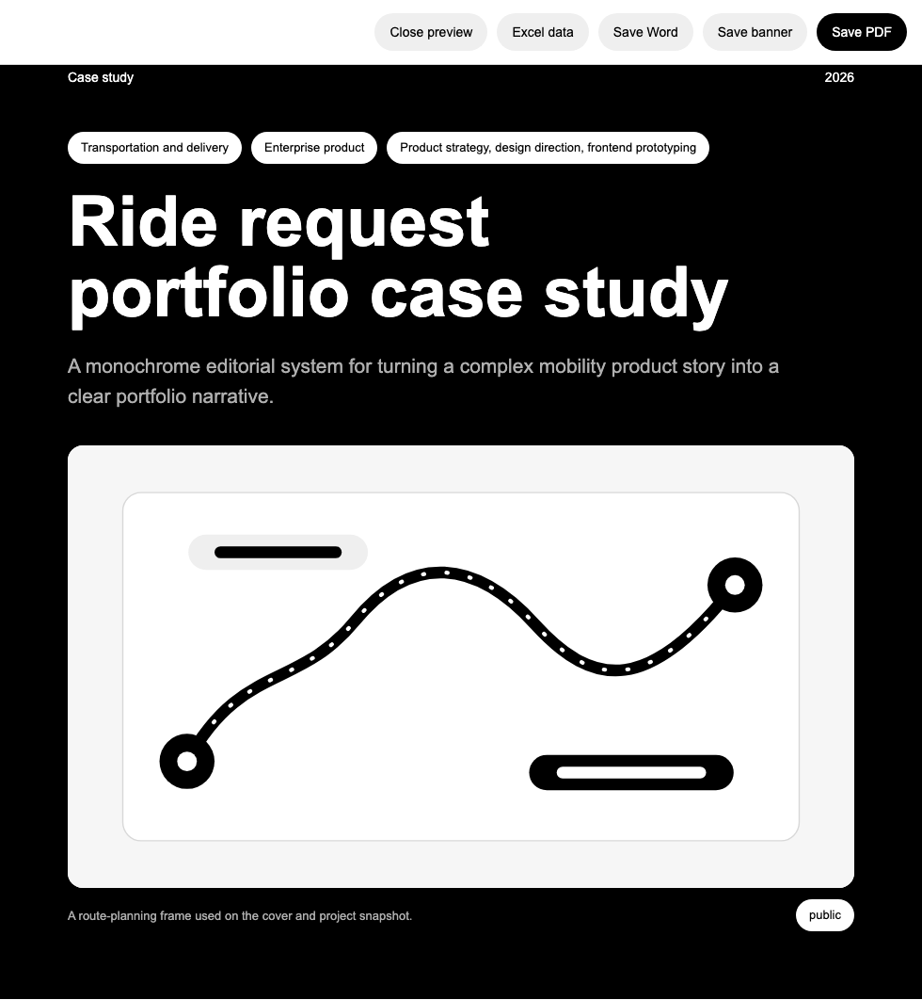 Close preview
Excel data
Save Word
Save banner
Save PDF
Case study
2026
Transportation and delivery
Enterprise product
Product strategy, design direction, frontend prototyping
Ride request
portfolio case study
A monochrome editorial system for turning a complex mobility product story into a
clear portfolio narrative.
A route-planning frame used on the cover and project snapshot.
public